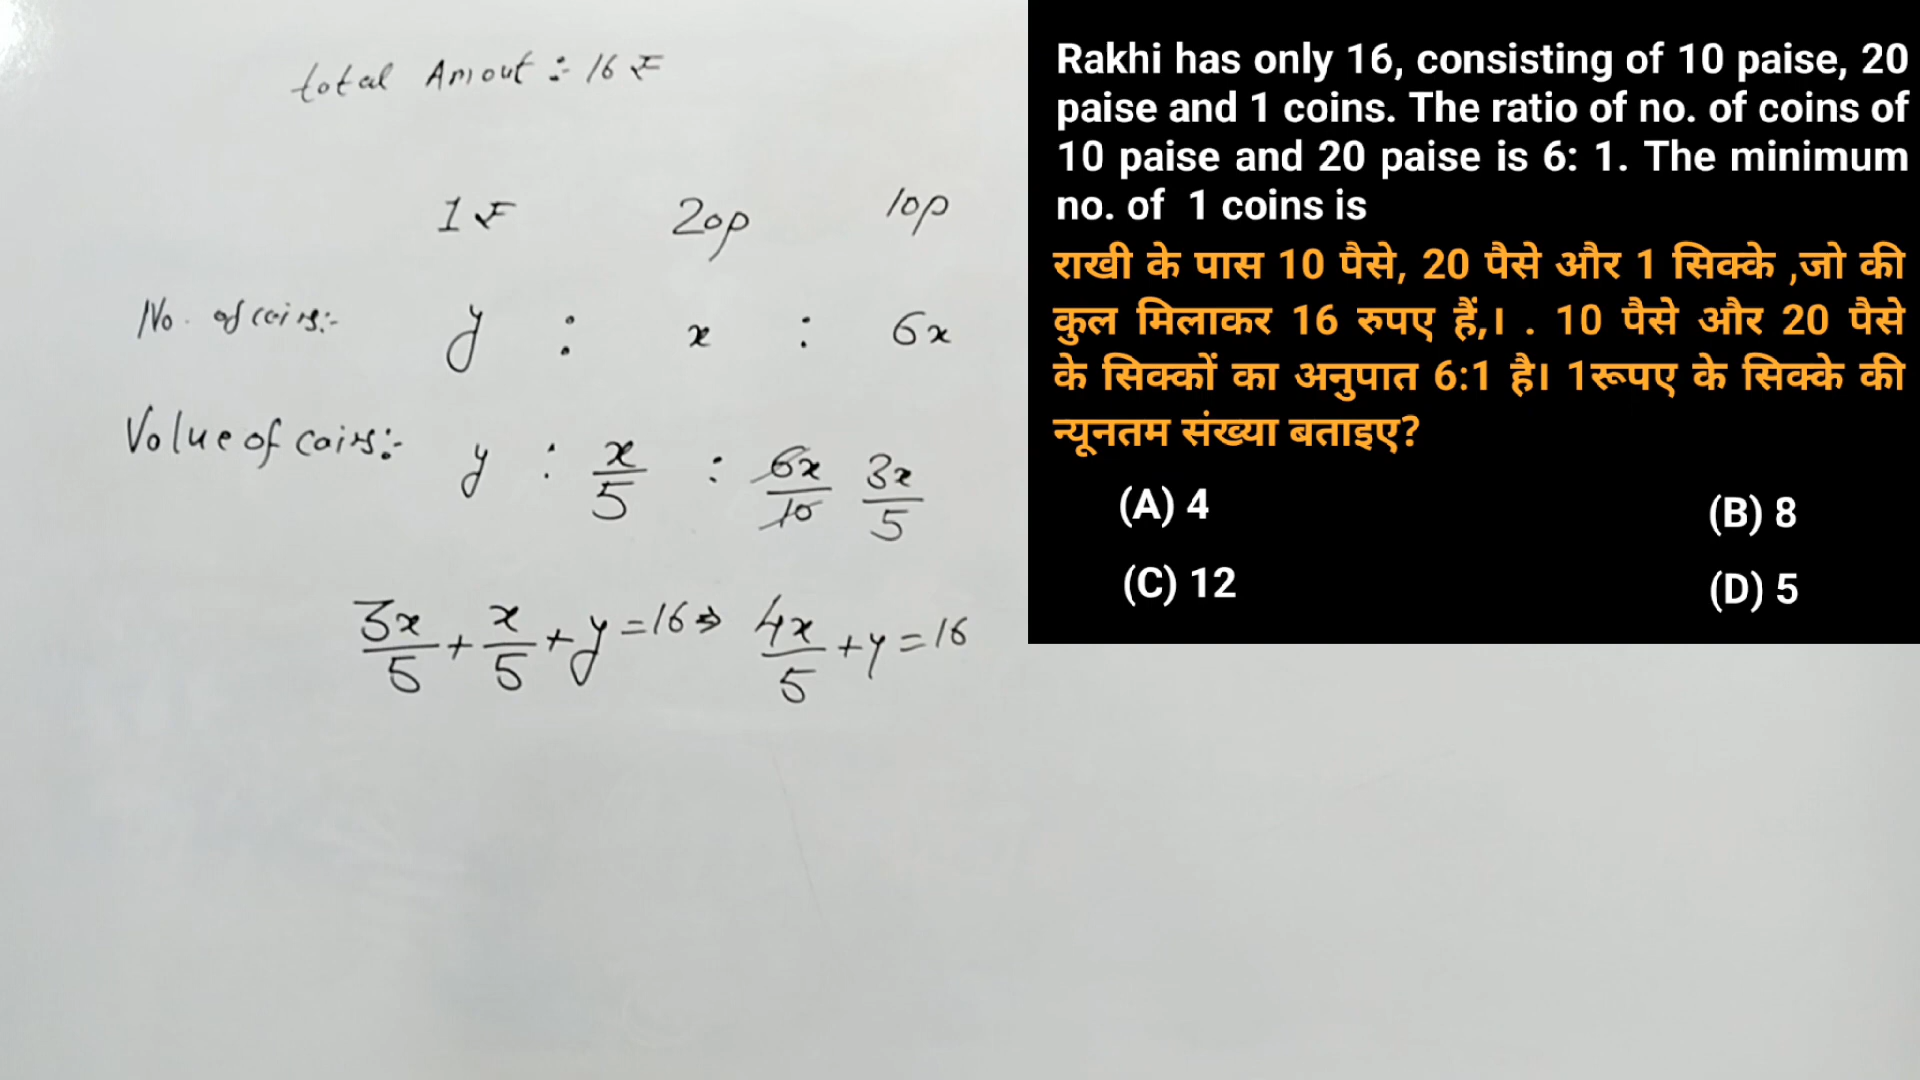 total Amout :- 16 ₹
1₹ 20p 10p
No. of coins:- y : x : 6x
Value of coins:- y : x/5 : 6x/10 3x/5
3x/5 + x/5 + y = 16 ⇒ 4x/5 + y = 16
Rakhi has only 16, consisting of 10 paise, 20
paise and 1 coins. The ratio of no. of coins of
10 paise and 20 paise is 6: 1. The minimum
no. of 1 coins is
राखी के पास 10 पैसे, 20 पैसे और 1 सिक्के ,जो की
कुल मिलाकर 16 रुपए हैं,। . 10 पैसे और 20 पैसे
के सिक्कों का अनुपात 6:1 है। 1रूपए के सिक्के की
न्यूनतम संख्या बताइए?
(A) 4 (B) 8
(C) 12 (D) 5